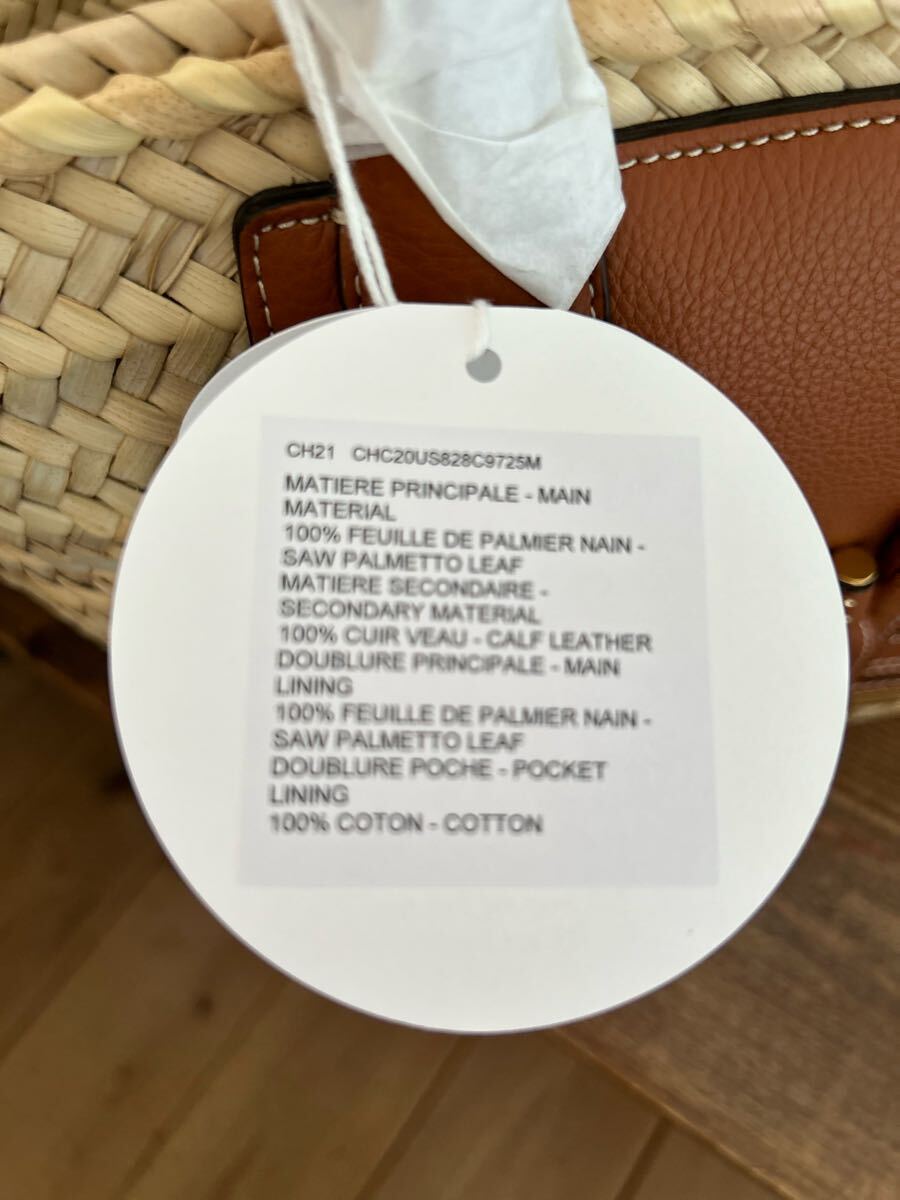 CH21 CHC20US828C9725M
MATIERE PRINCIPALE - MAIN
MATERIAL
100% FEUILLE DE PALMIER NAIN -
SAW PALMETTO LEAF
MATIERE SECONDAIRE -
SECONDARY MATERIAL
100% CUIR VEAU - CALF LEATHER
DOUBLURE PRINCIPALE - MAIN
LINING
100% FEUILLE DE PALMIER NAIN -
SAW PALMETTO LEAF
DOUBLURE POCHE - POCKET
LINING
100% COTON - COTTON